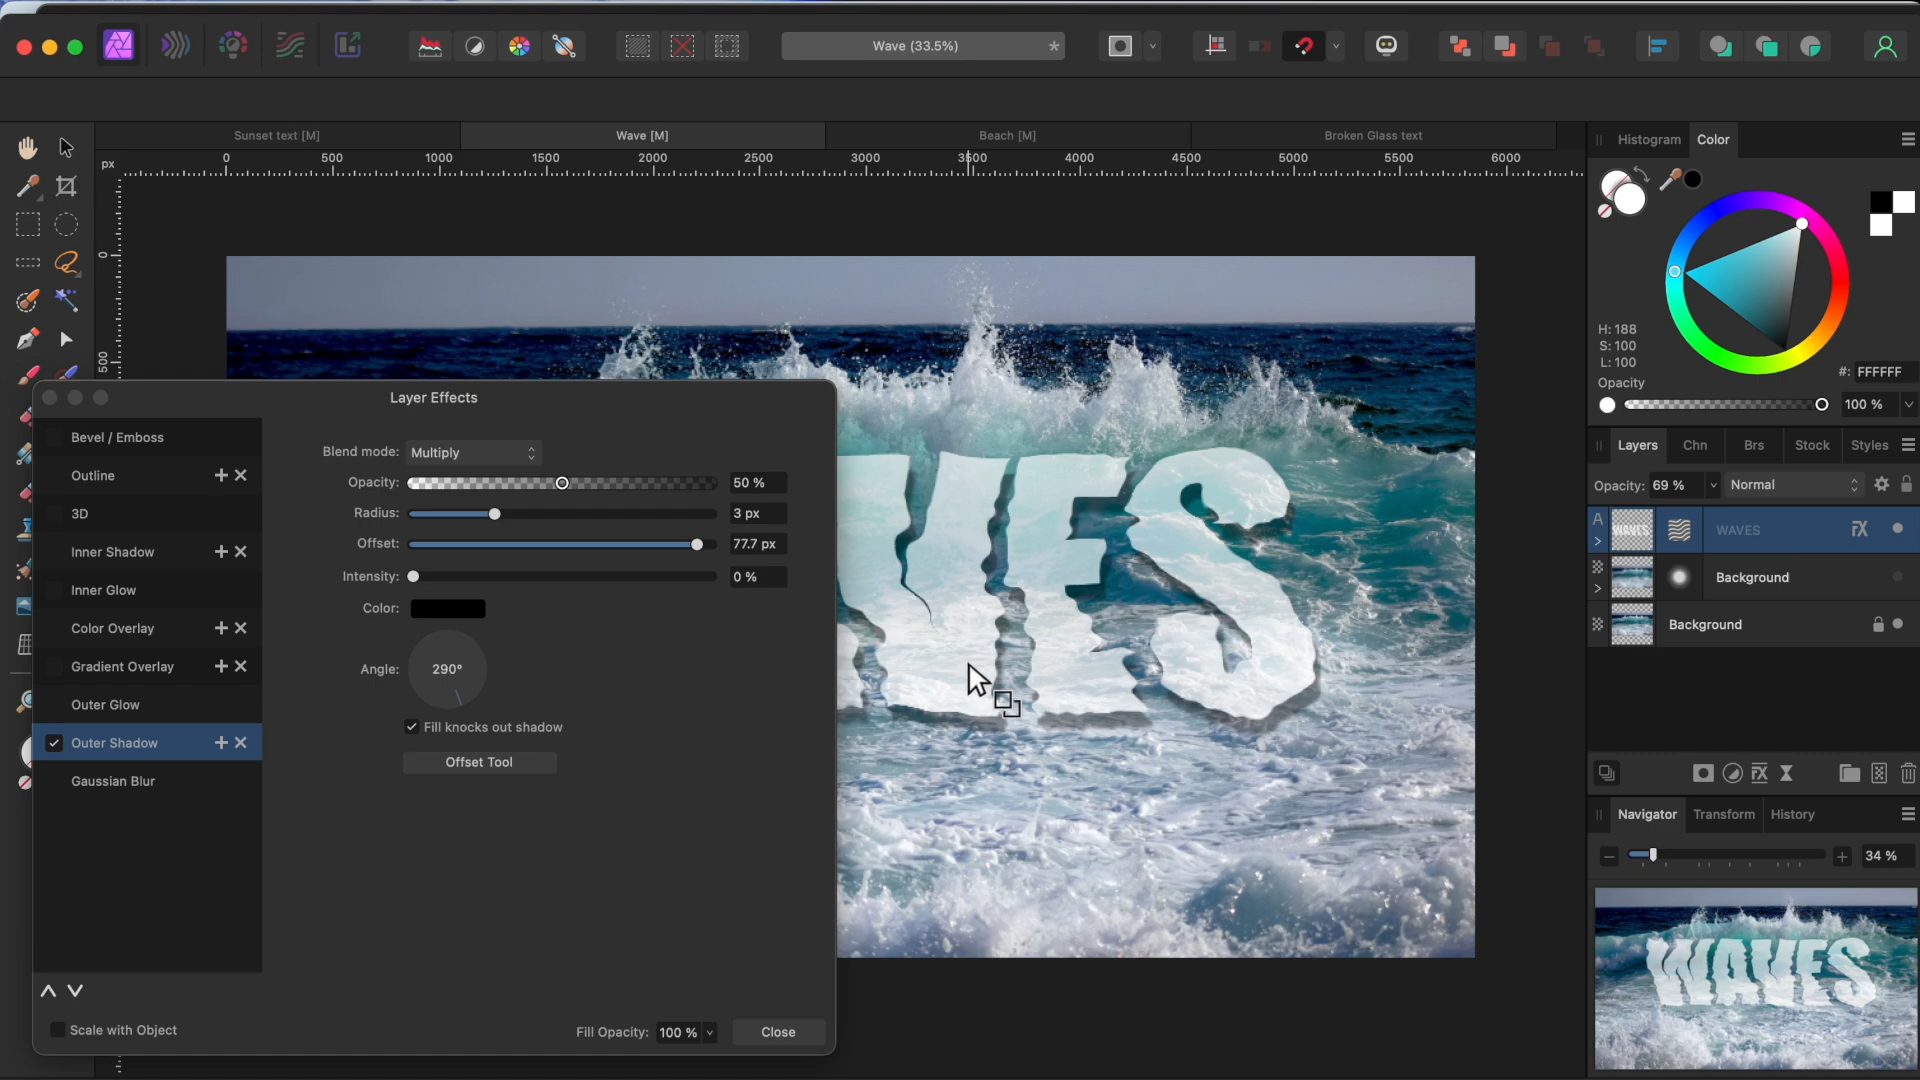 Wave (33.5%)
*
Sunset text [M]
Wave [M]
Beach [M]
Broken Glass text
px
0
500
1000
1500
2000
2500
3000
3500
4000
4500
5000
5500
6000
0
500
Layer Effects
Bevel / Emboss
Outline
3D
Inner Shadow
Inner Glow
Color Overlay
Gradient Overlay
Outer Glow
Outer Shadow
Gaussian Blur
Scale with Object
Blend mode: Multiply
Opacity: 50 %
Radius: 3 px
Offset: 77.7 px
Intensity: 0 %
Color:
Angle: 290°
Fill knocks out shadow
Offset Tool
Fill Opacity: 100 %
Close
Histogram
Color
H: 188
S: 100
L: 100
#: FFFFFF
Opacity
100 %
Layers
Chn
Brs
Stock
Styles
Opacity: 69 %
Normal
A
WAVES
WAVES
FX
Background
Background
Navigator
Transform
History
34 %
WAVES